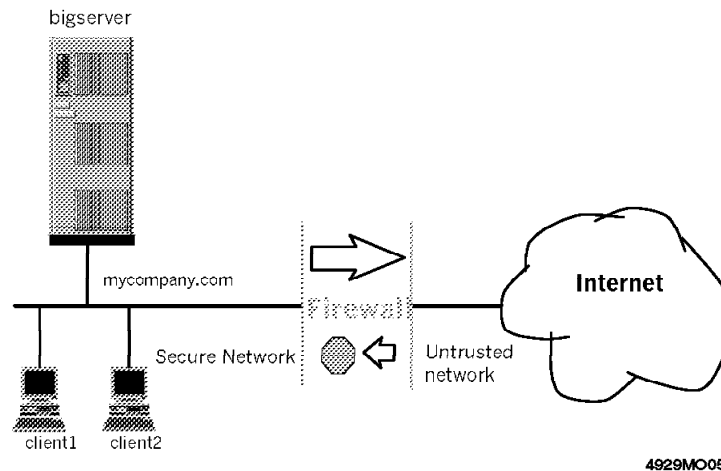 bigserver
mycompany.com
Firewall
Internet
Secure Network
Untrusted
network
client1
client2
4929MO05